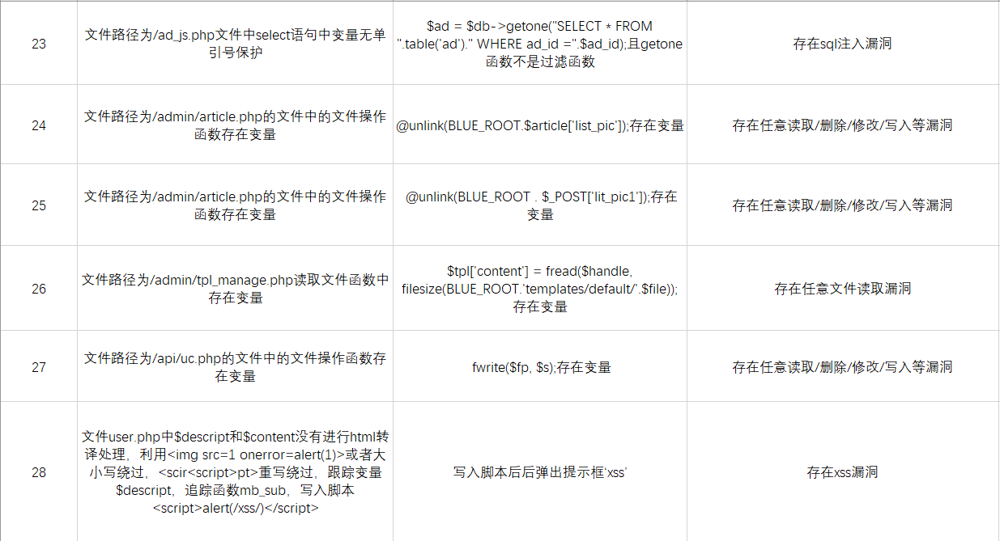 23
文件路径为/ad_js.php文件中select语句中变量无单
引号保护
$ad = $db->getone("SELECT * FROM
".table('ad')." WHERE ad_id =".$ad_id);且getone
函数不是过滤函数
存在sql注入漏洞
24
文件路径为/admin/article.php的文件中的文件操作
函数存在变量
@unlink(BLUE_ROOT.$article['list_pic']);存在变量
存在任意读取/删除/修改/写入等漏洞
25
文件路径为/admin/article.php的文件中的文件操作
函数存在变量
@unlink(BLUE_ROOT . $_POST['lit_pic1']);存在
变量
存在任意读取/删除/修改/写入等漏洞
26
文件路径为/admin/tpl_manage.php读取文件函数中
存在变量
$tpl['content'] = fread($handle,
filesize(BLUE_ROOT.'templates/default/'.$file));
存在变量
存在任意文件读取漏洞
27
文件路径为/api/uc.php的文件中的文件操作函数存
在变量
fwrite($fp, $s);存在变量
存在任意读取/删除/修改/写入等漏洞
28
文件user.php中$descript和$content没有进行html转
译处理，利用<img src=1 onerror=alert(1)>或者大
小写绕过，<scir<script>pt>重写绕过，跟踪变量
$descript，追踪函数mb_sub，写入脚本
<script>alert(/xss/)</script>
写入脚本后后弹出提示框‘xss’
存在xss漏洞